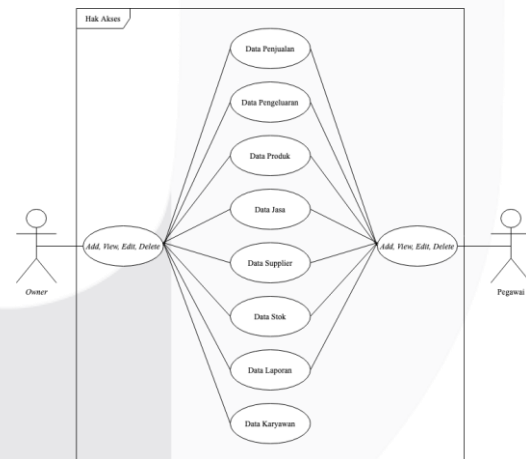 Hak Akses
Data Penjualan
Data Pengeluaran
Data Produk
Data Jasa
Add, View, Edit, Delete
Add, View, Edit, Delete
Data Supplier
Owner
Pegawai
Data Stok
Data Laporan
Data Karyawan